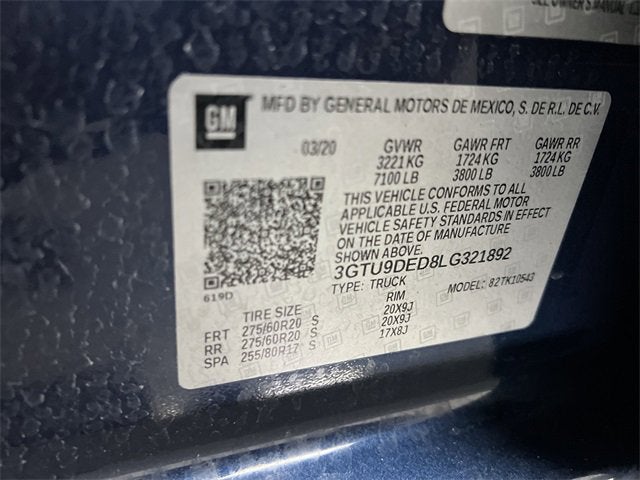 SEE OWNER'S MANUAL
GM
MFD BY GENERAL MOTORS DE MEXICO, S. DE R.L. DE C.V.
03/20 GVWR GAWR FRT GAWR RR
3221 KG 1724 KG 1724 KG
7100 LB 3800 LB 3800 LB
THIS VEHICLE CONFORMS TO ALL
APPLICABLE U.S. FEDERAL MOTOR
VEHICLE SAFETY STANDARDS IN EFFECT
ON THE DATE OF MANUFACTURE
SHOWN ABOVE.
3GTU9DED8LG321892
TYPE: TRUCK MODEL: 82TK10543
619D
TIRE SIZE RIM
FRT 275/60R20 S 20X9J
RR 275/60R20 S 20X9J
SPA 255/80R17 S 17X8J